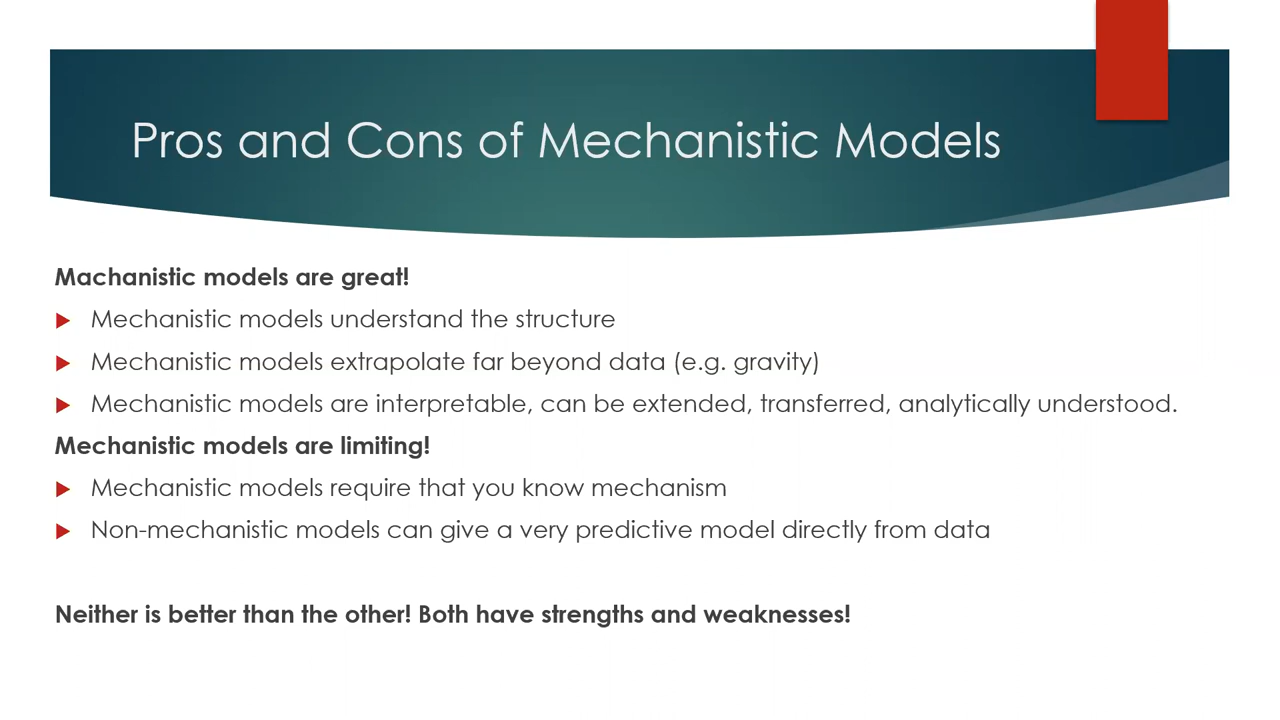 Pros and Cons of Mechanistic Models
Machanistic models are great!
Mechanistic models understand the structure
Mechanistic models extrapolate far beyond data (e.g. gravity)
Mechanistic models are interpretable, can be extended, transferred, analytically understood.
Mechanistic models are limiting!
Mechanistic models require that you know mechanism
Non-mechanistic models can give a very predictive model directly from data
Neither is better than the other! Both have strengths and weaknesses!